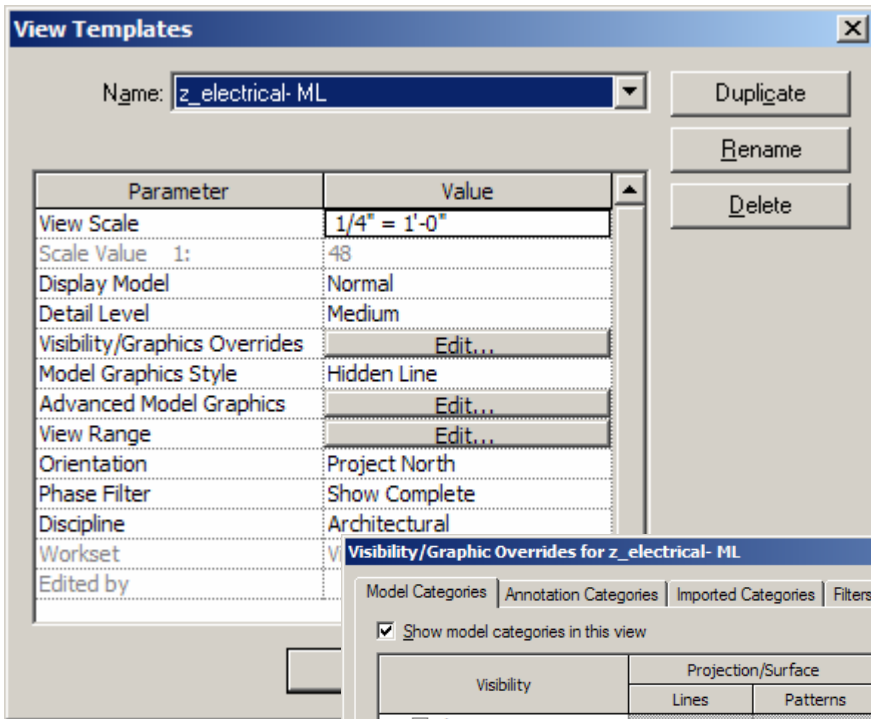 View Templates
Name: z_electrical- ML
Duplicate
Rename
Delete
Parameter Value
View Scale 1/4" = 1'-0"
Scale Value 1: 48
Display Model Normal
Detail Level Medium
Visibility/Graphics Overrides Edit...
Model Graphics Style Hidden Line
Advanced Model Graphics Edit...
View Range Edit...
Orientation Project North
Phase Filter Show Complete
Discipline Architectural
Workset
Edited by
Visibility/Graphic Overrides for z_electrical- ML
Model Categories Annotation Categories Imported Categories Filters
Show model categories in this view
Visibility Projection/Surface
Lines Patterns